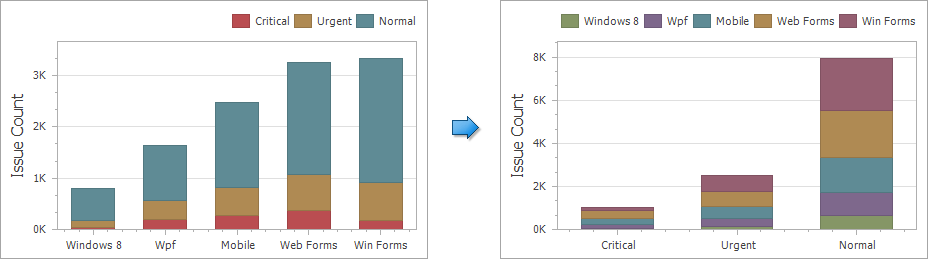 Critical Urgent Normal
Issue Count
3K
2K
1K
0K
Windows 8 Wpf Mobile Web Forms Win Forms
Windows 8 Wpf Mobile Web Forms Win Forms
Issue Count
8K
6K
4K
2K
0K
Critical Urgent Normal